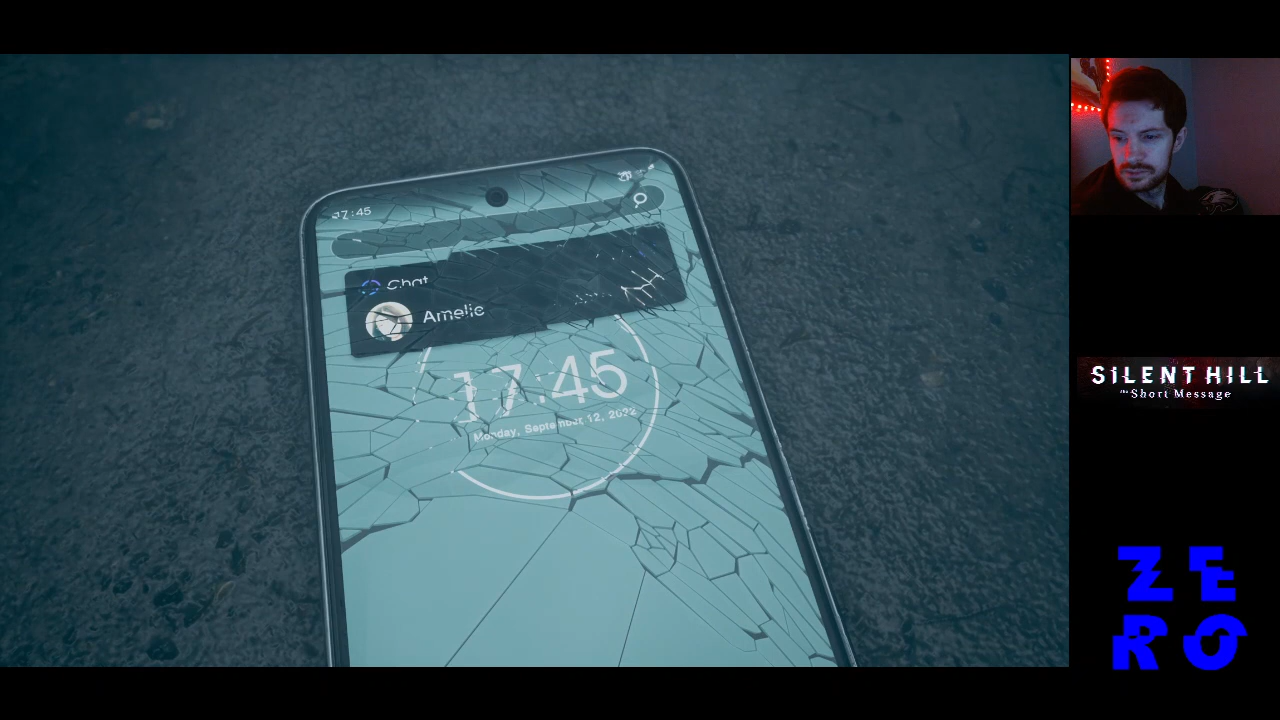 17:45
Chat
Amelie
17.45
Monday, September 12, 2022
SILENT HILL
The Short Message
ZE
RO